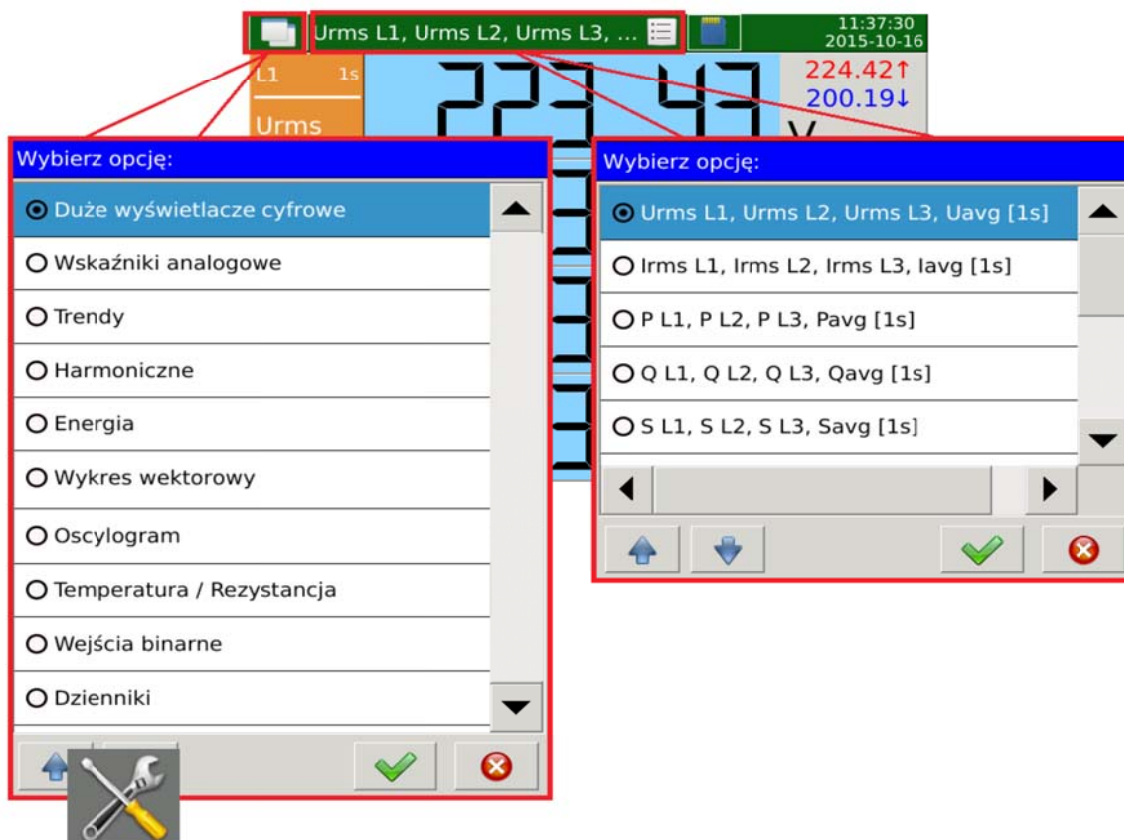 Urms L1, Urms L2, Urms L3, ...
11:37:30
2015-10-16
L1 1s
Urms
223 43
224.42↑
200.19↓
V
Wybierz opcję:
Duże wyświetlacze cyfrowe
Wskaźniki analogowe
Trendy
Harmoniczne
Energia
Wykres wektorowy
Oscylogram
Temperatura / Rezystancja
Wejścia binarne
Dzienniki
Wybierz opcję:
Urms L1, Urms L2, Urms L3, Uavg [1s]
Irms L1, Irms L2, Irms L3, Iavg [1s]
P L1, P L2, P L3, Pavg [1s]
Q L1, Q L2, Q L3, Qavg [1s]
S L1, S L2, S L3, Savg [1s]